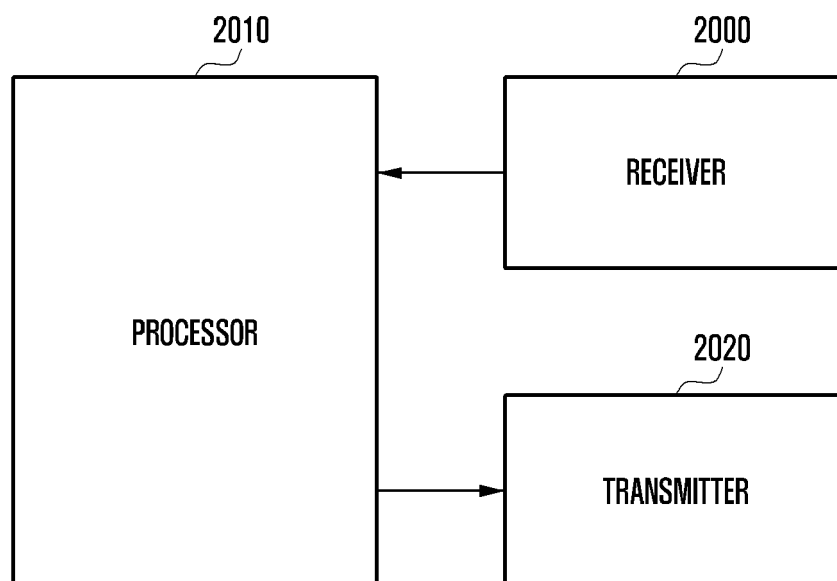 2010
2000
RECEIVER
PROCESSOR
2020
TRANSMITTER